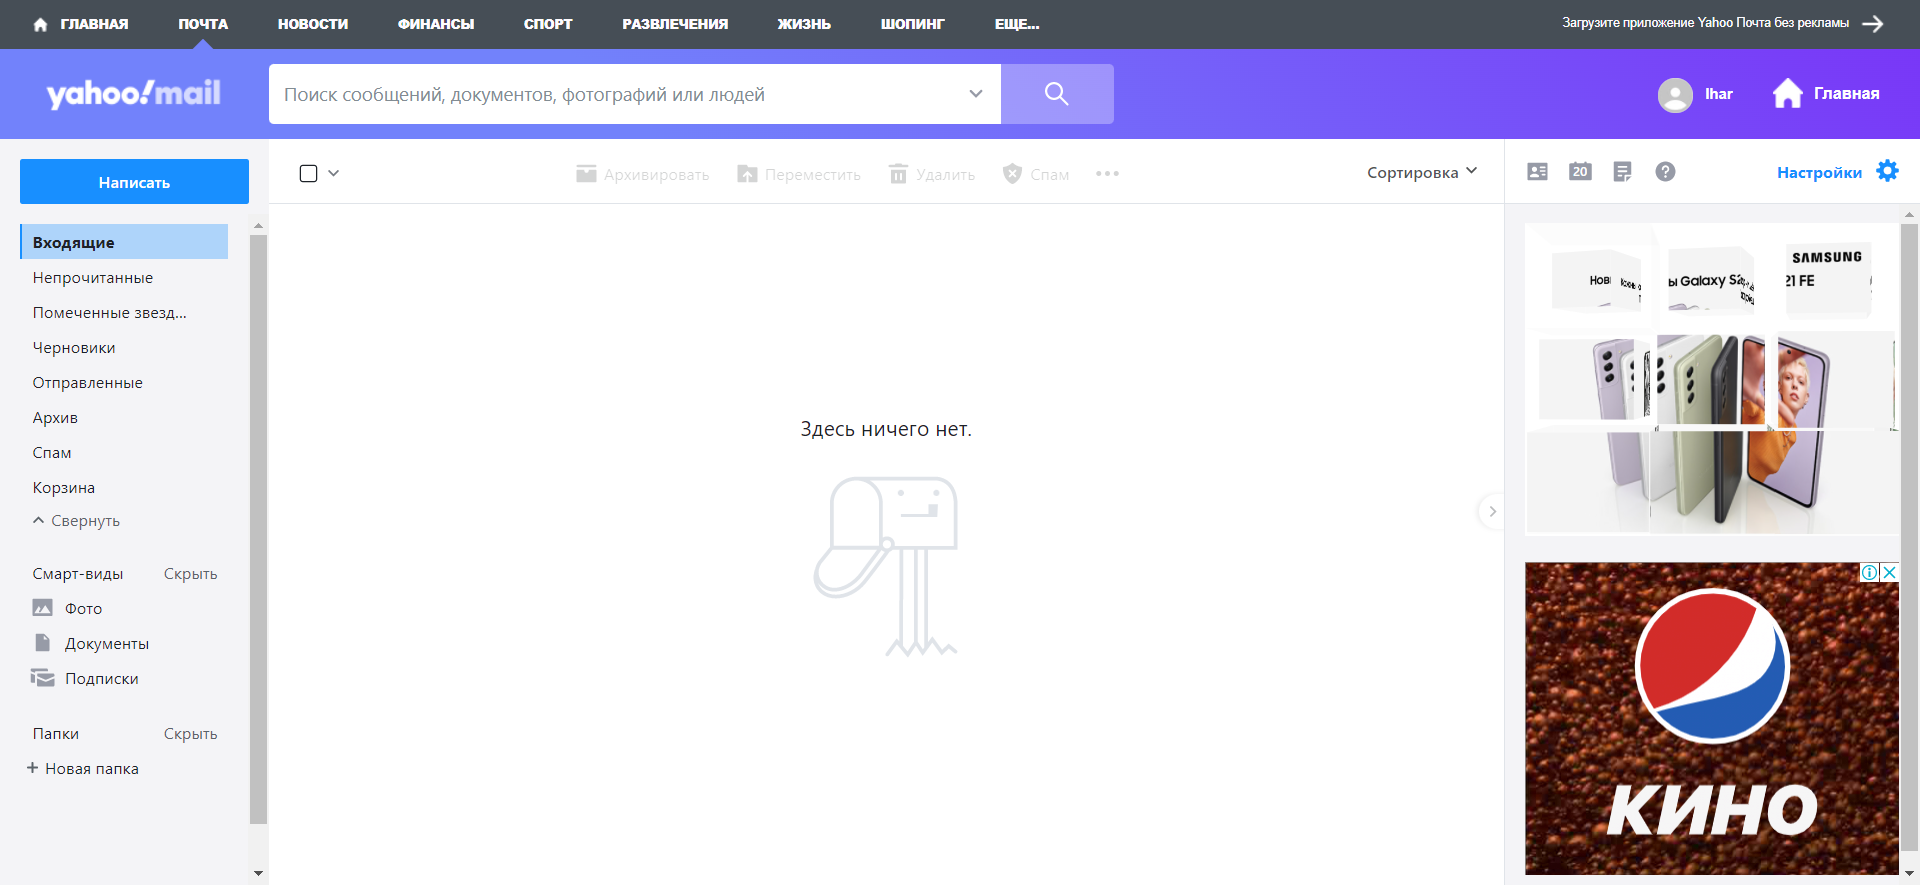 ГЛАВНАЯ ПОЧТА НОВОСТИ ФИНАНСЫ СПОРТ РАЗВЛЕЧЕНИЯ ЖИЗНЬ ШОПИНГ ЕЩЕ... Загрузите приложение Yahoo Почта без рекламы
yahoo!mail Поиск сообщений, документов, фотографий или людей Ihar Главная
Написать
Архивировать Переместить Удалить Спам Сортировка 20 Настройки
Входящие
Непрочитанные
Помеченные звезд...
Черновики
Отправленные
Архив
Спам
Корзина
Свернуть
Смарт-виды Скрыть
Фото
Документы
Подписки
Папки Скрыть
Новая папка
Здесь ничего нет.
SAMSUNG
Нов
ы Galaxy S2
21 FE
КИНО